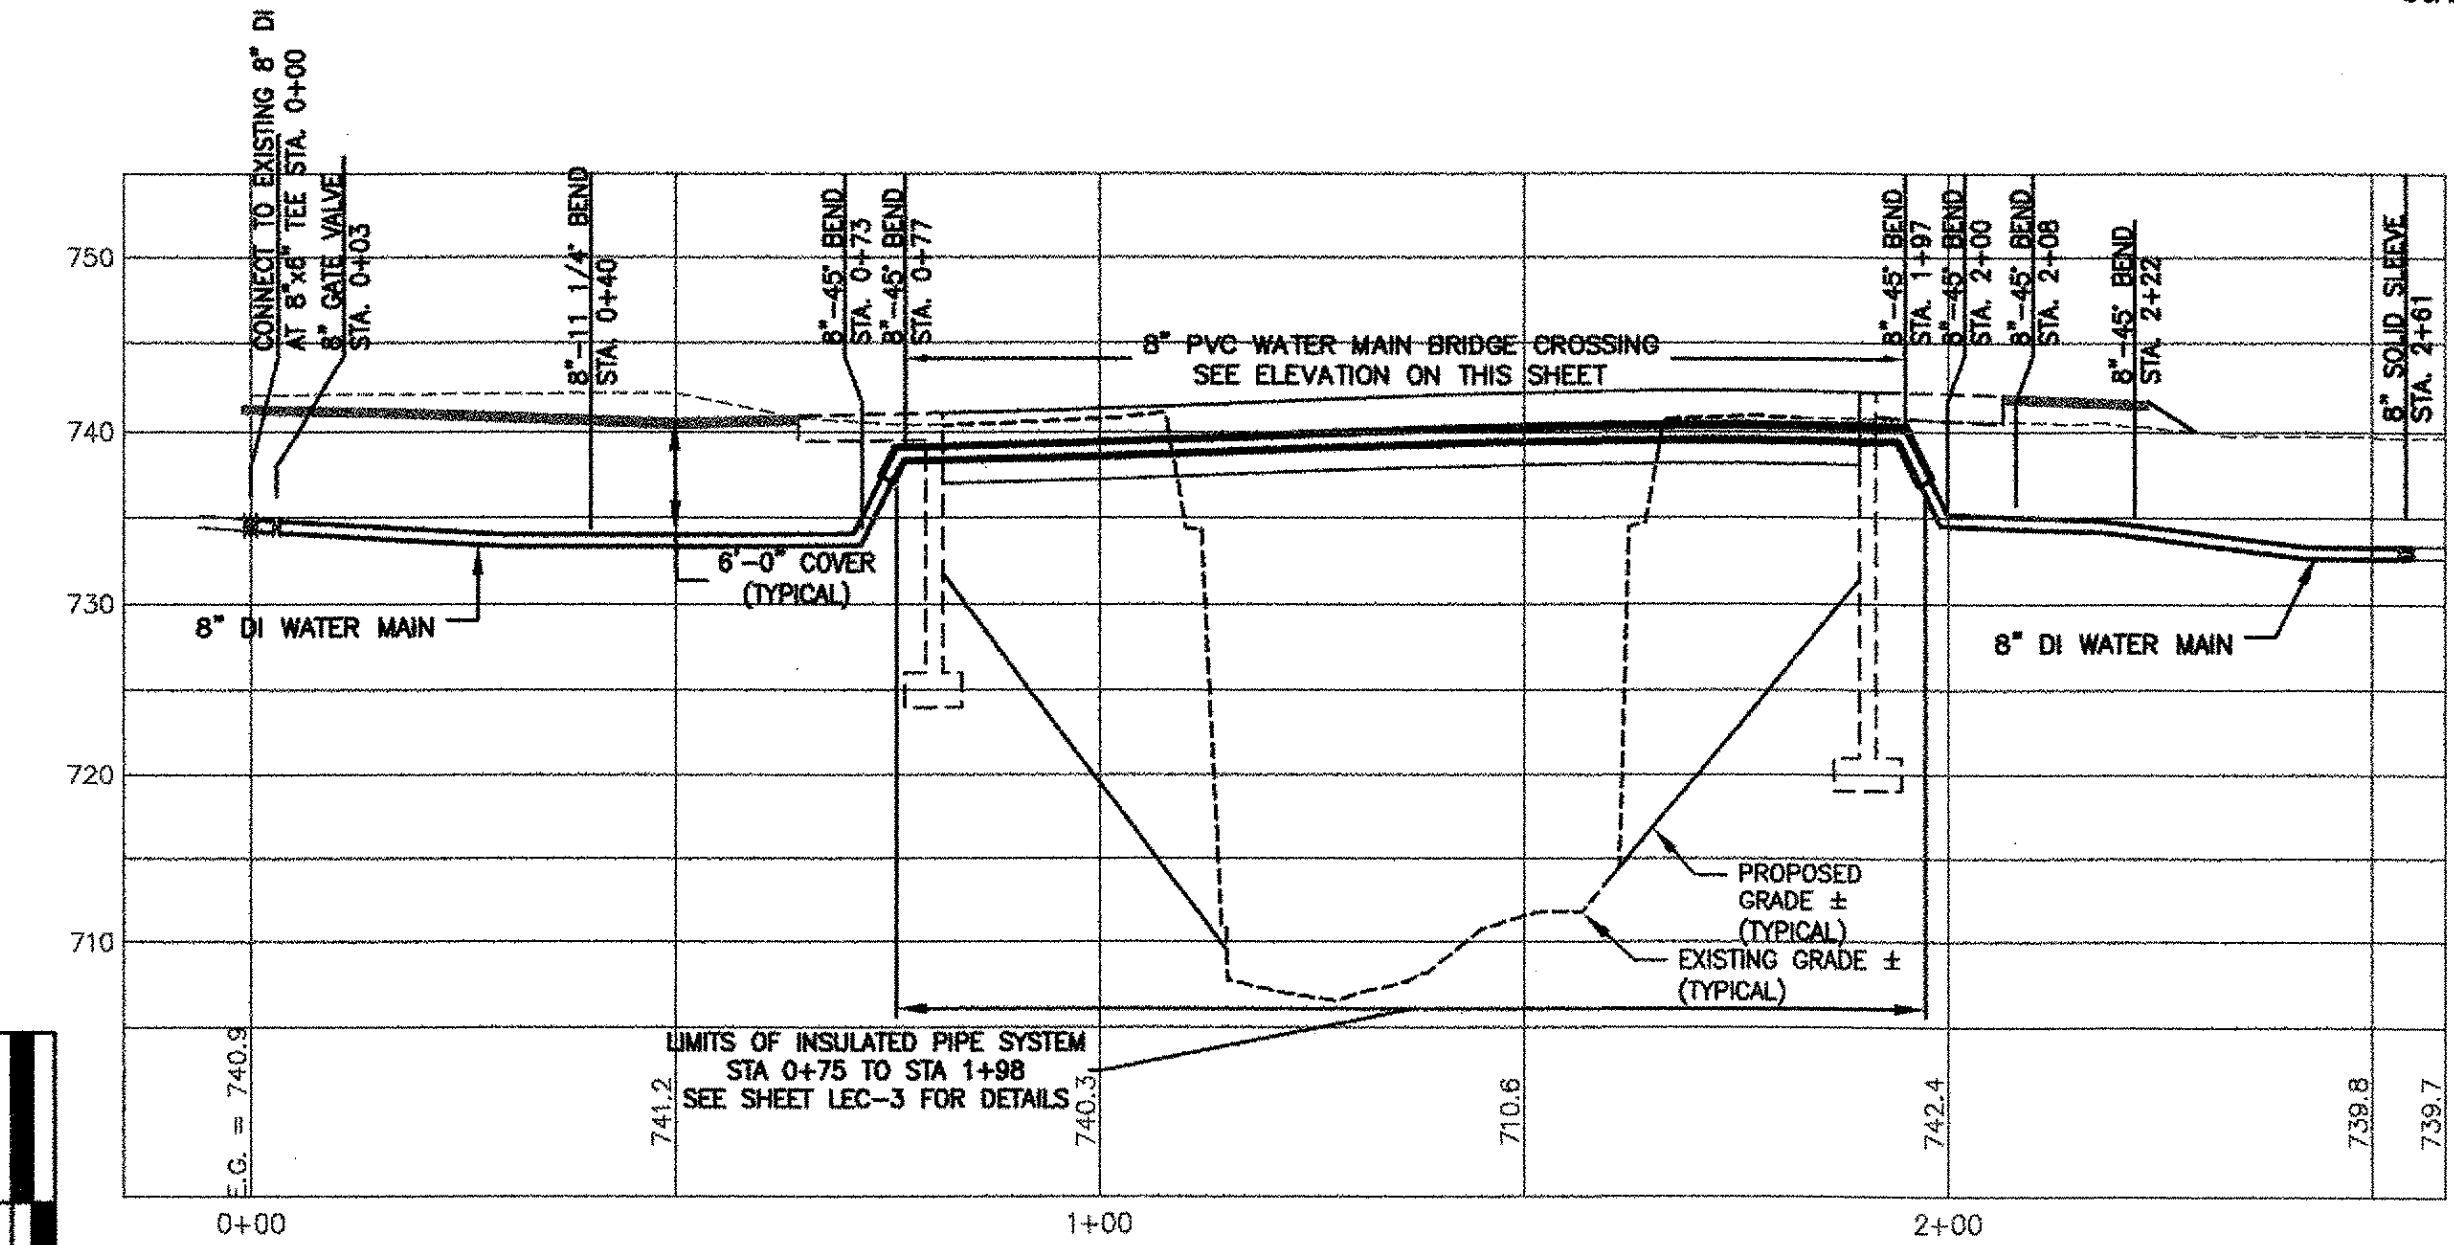 CONNECT TO EXISTING 8" DI
AT 8"x8" TEE STA. 0+00
8" GATE VALVE
STA. 0+03
8"-11 1/4° BEND
STA. 0+40
8"-45° BEND
STA. 0+73
8"-45° BEND
STA. 0+77
8"-45° BEND
STA. 1+97
8"-45° BEND
STA. 2+00
8"-45° BEND
STA. 2+08
8"-45° BEND
STA. 2+22
8" SOLID SLEEVE
STA. 2+61
750
8" PVC WATER MAIN BRIDGE CROSSING
SEE ELEVATION ON THIS SHEET
740
6'-0" COVER
(TYPICAL)
730
8" DI WATER MAIN
8" DI WATER MAIN
720
PROPOSED
GRADE ±
(TYPICAL)
710
EXISTING GRADE ±
(TYPICAL)
LIMITS OF INSULATED PIPE SYSTEM
STA 0+75 TO STA 1+98
SEE SHEET LEC-3 FOR DETAILS
E.G. = 740.9
741.2
740.3
710.6
742.4
739.8
739.7
0+00
1+00
2+00